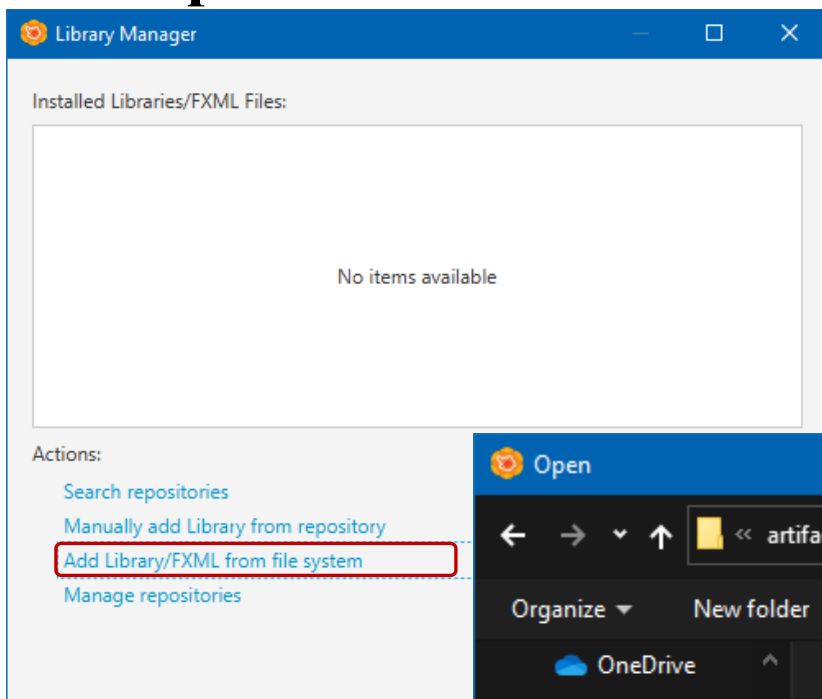 Library Manager
Installed Libraries/FXML Files:
No items available
Actions:
Search repositories
Manually add Library from repository
Add Library/FXML from file system
Manage repositories
Open
« artifa
Organize
New folder
OneDrive